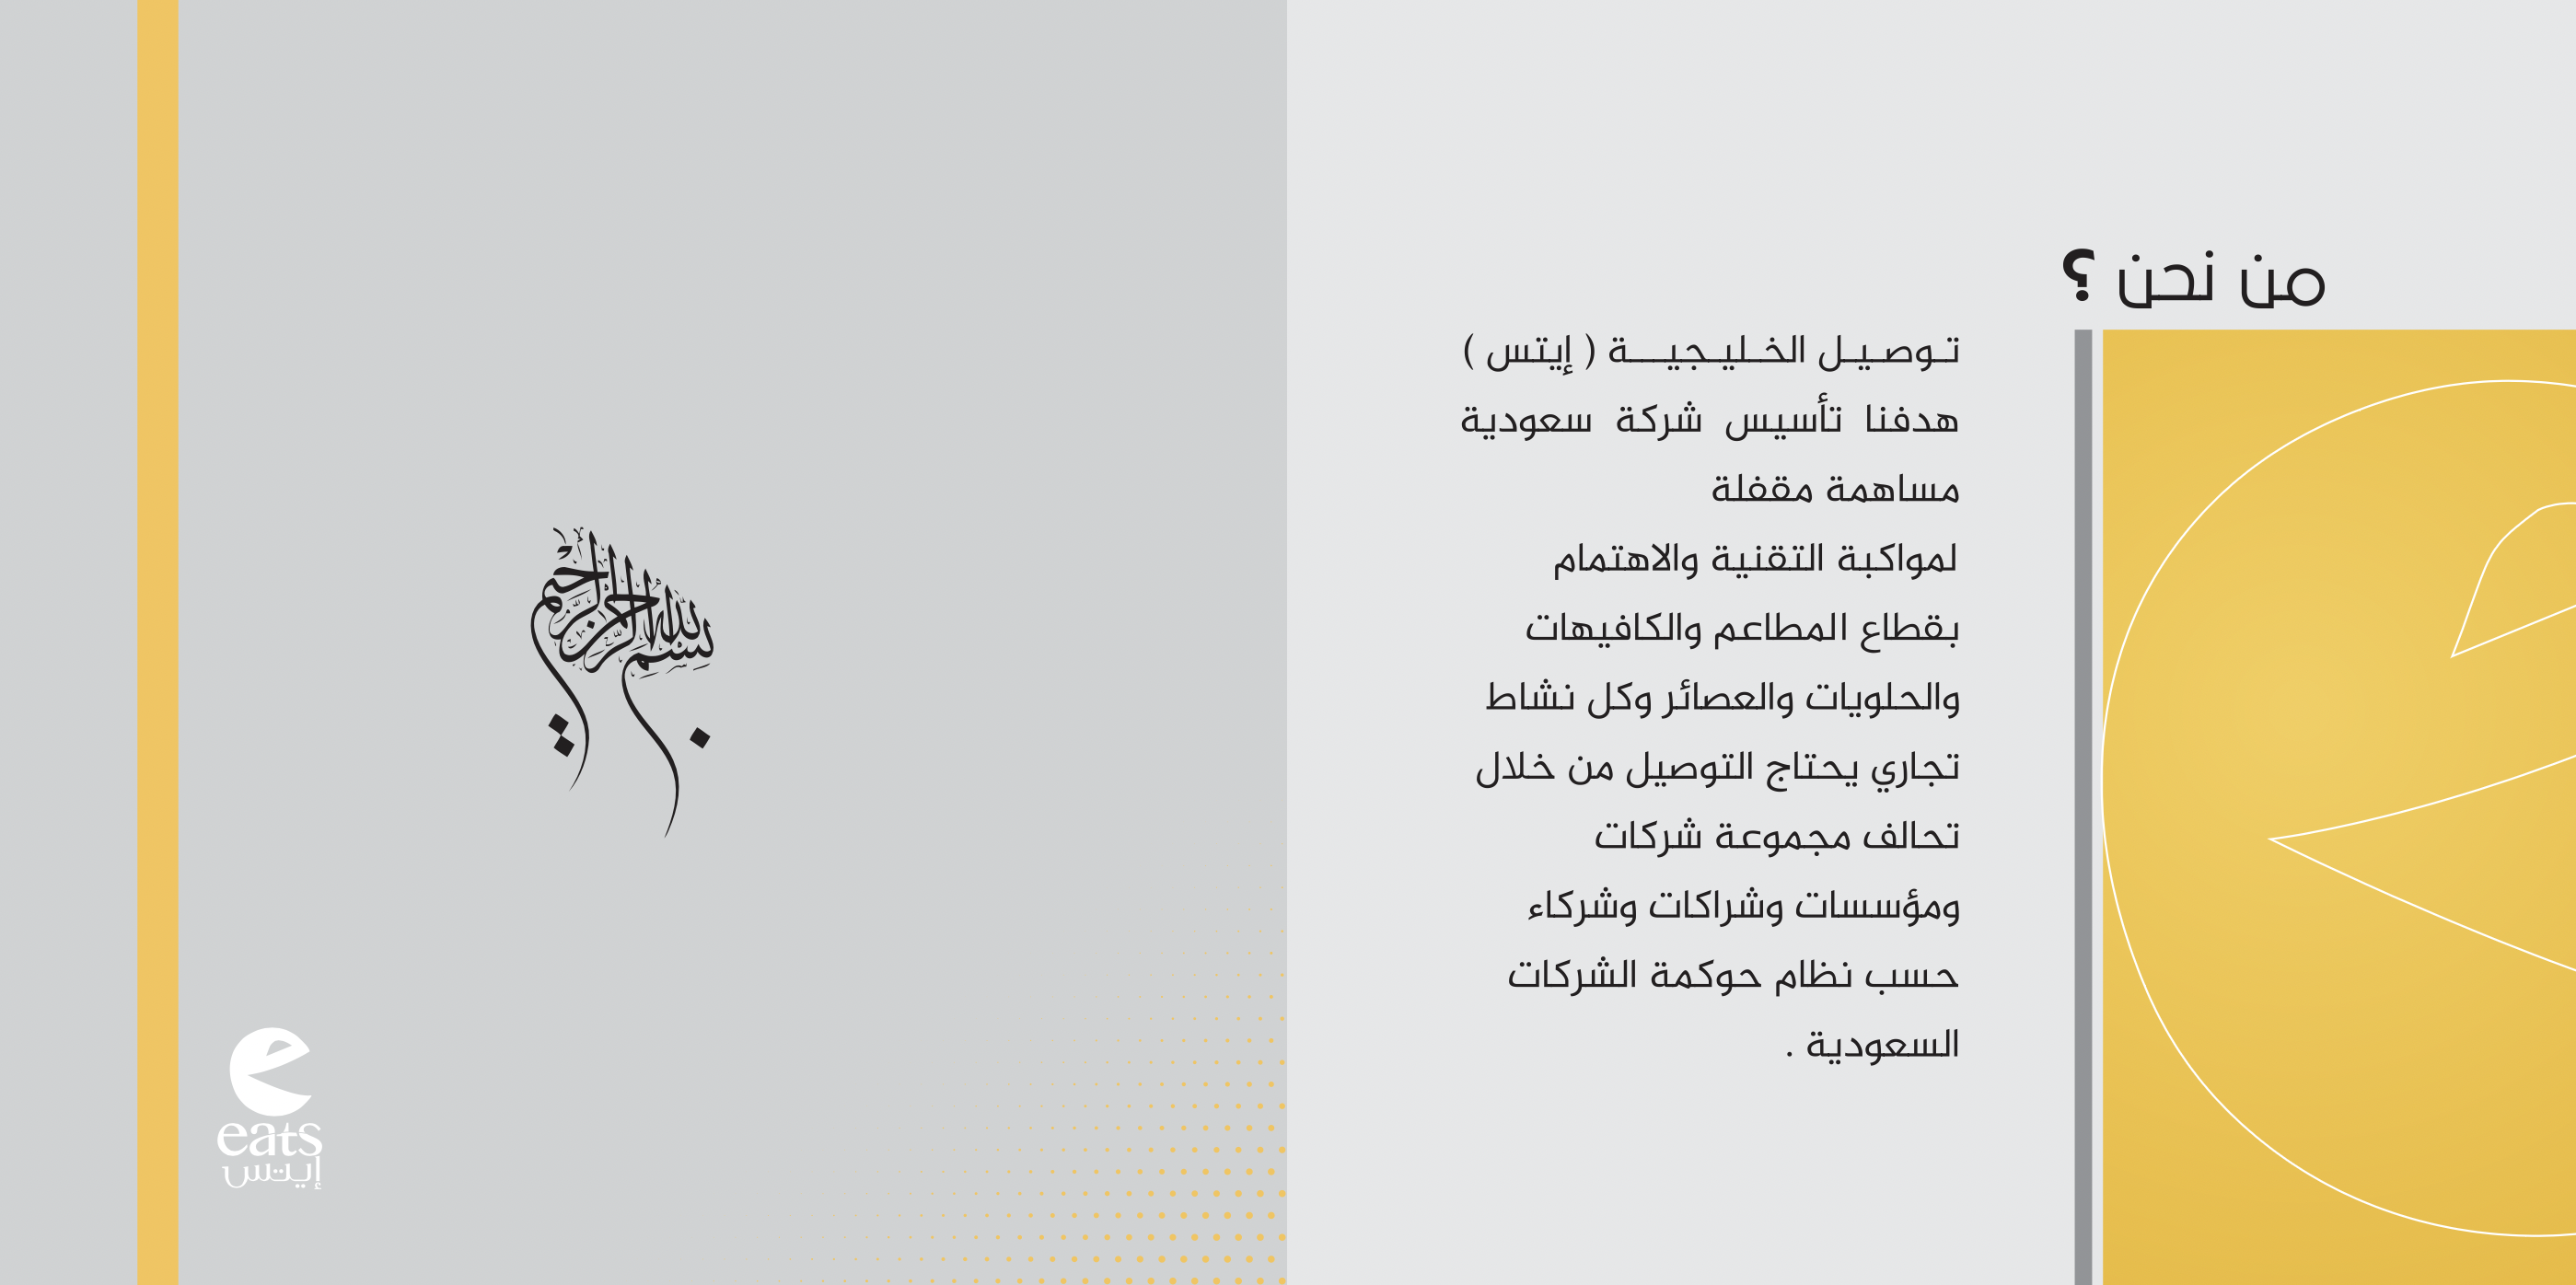 من نحن ؟
تـوصـيـل الخـلـيـجـيــة ( إيتس )
هدفنا تأسيس شركة سعودية
مساهمة مقفلة
لمواكبة التقنية والاهتمام
بقطاع المطاعم والكافيهات
والحلويات والعصائر وكل نشاط
تجاري يحتاج التوصيل من خلال
تحالف مجموعة شركات
ومؤسسات وشراكات وشركاء
حسب نظام حوكمة الشركات
السعودية .
بسم الله الرحمن الرحيم
eats
إيتس